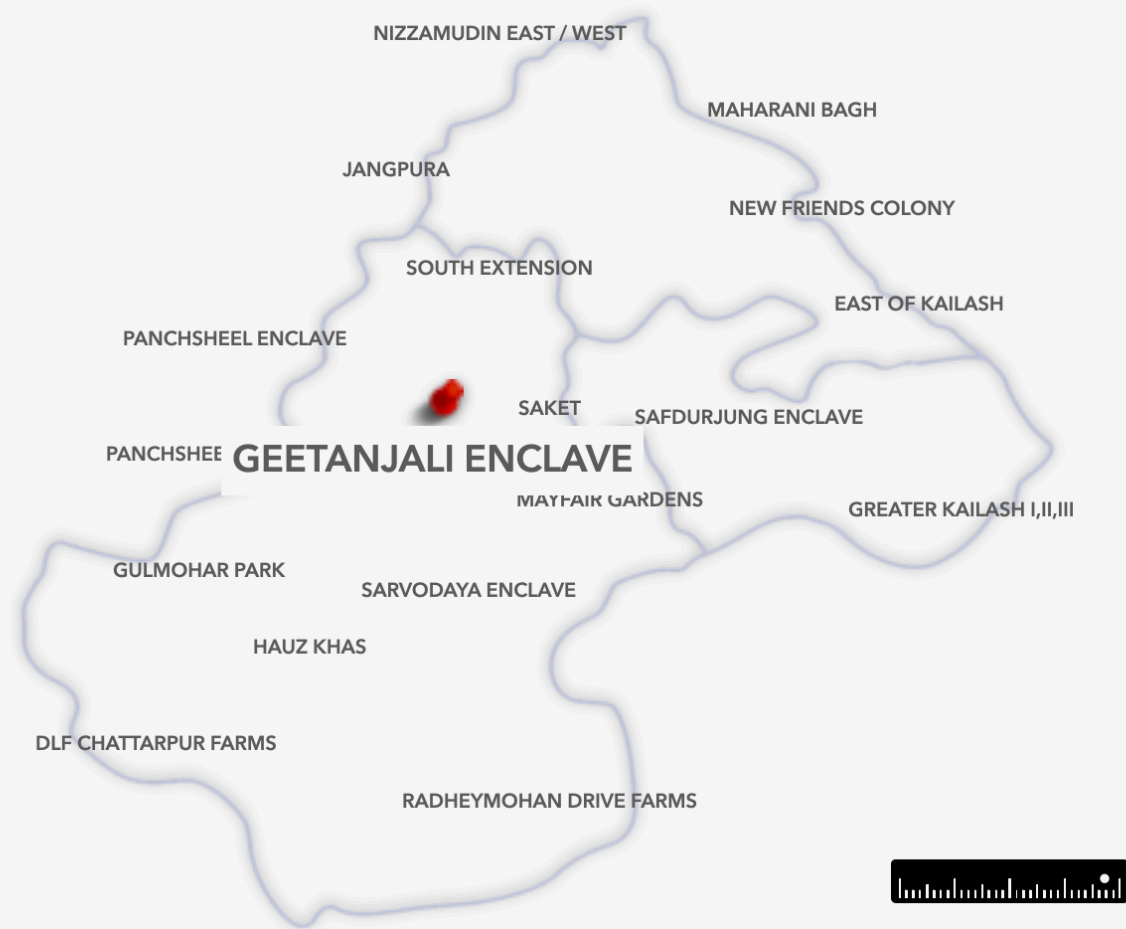 NIZZAMUDIN EAST / WEST
MAHARANI BAGH
JANGPURA
NEW FRIENDS COLONY
SOUTH EXTENSION
EAST OF KAILASH
PANCHSHEEL ENCLAVE
SAKET
SAFDURJUNG ENCLAVE
PANCHSHEE
GEETANJALI ENCLAVE
MAYFAIR GARDENS
GREATER KAILASH I,II,III
GULMOHAR PARK
SARVODAYA ENCLAVE
HAUZ KHAS
DLF CHATTARPUR FARMS
RADHEYMOHAN DRIVE FARMS